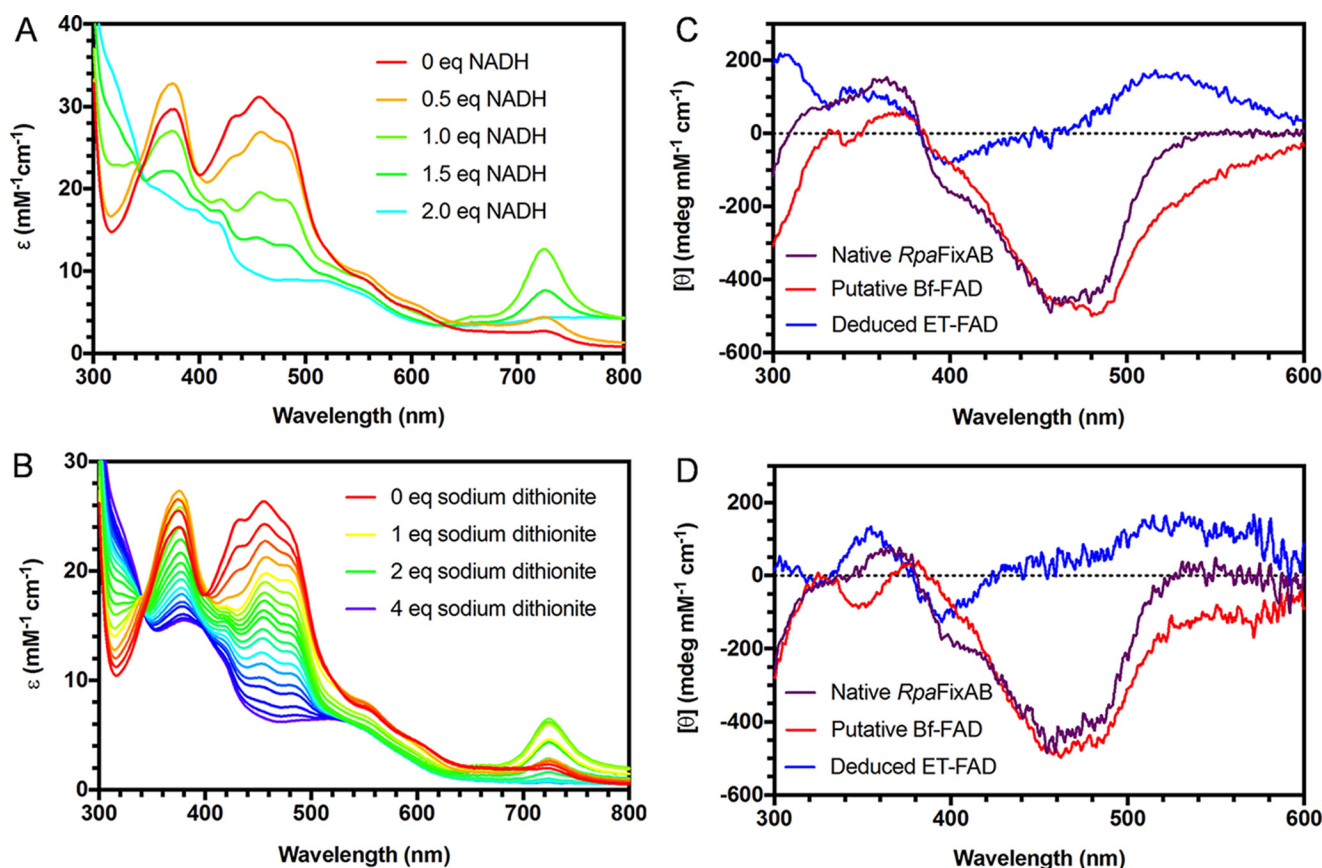 A
ε (mM⁻¹cm⁻¹)
40
30
20
10
0
0 eq NADH
0.5 eq NADH
1.0 eq NADH
1.5 eq NADH
2.0 eq NADH
300 400 500 600 700 800
Wavelength (nm)
C
[θ] (mdeg mM⁻¹ cm⁻¹)
200
0
-200
-400
-600
Native RpaFixAB
Putative Bf-FAD
Deduced ET-FAD
300 400 500 600
Wavelength (nm)
B
ε (mM⁻¹ cm⁻¹)
30
20
10
0
0 eq sodium dithionite
1 eq sodium dithionite
2 eq sodium dithionite
4 eq sodium dithionite
300 400 500 600 700 800
Wavelength (nm)
D
[θ] (mdeg mM⁻¹ cm⁻¹)
200
0
-200
-400
-600
Native RpaFixAB
Putative Bf-FAD
Deduced ET-FAD
300 400 500 600
Wavelength (nm)